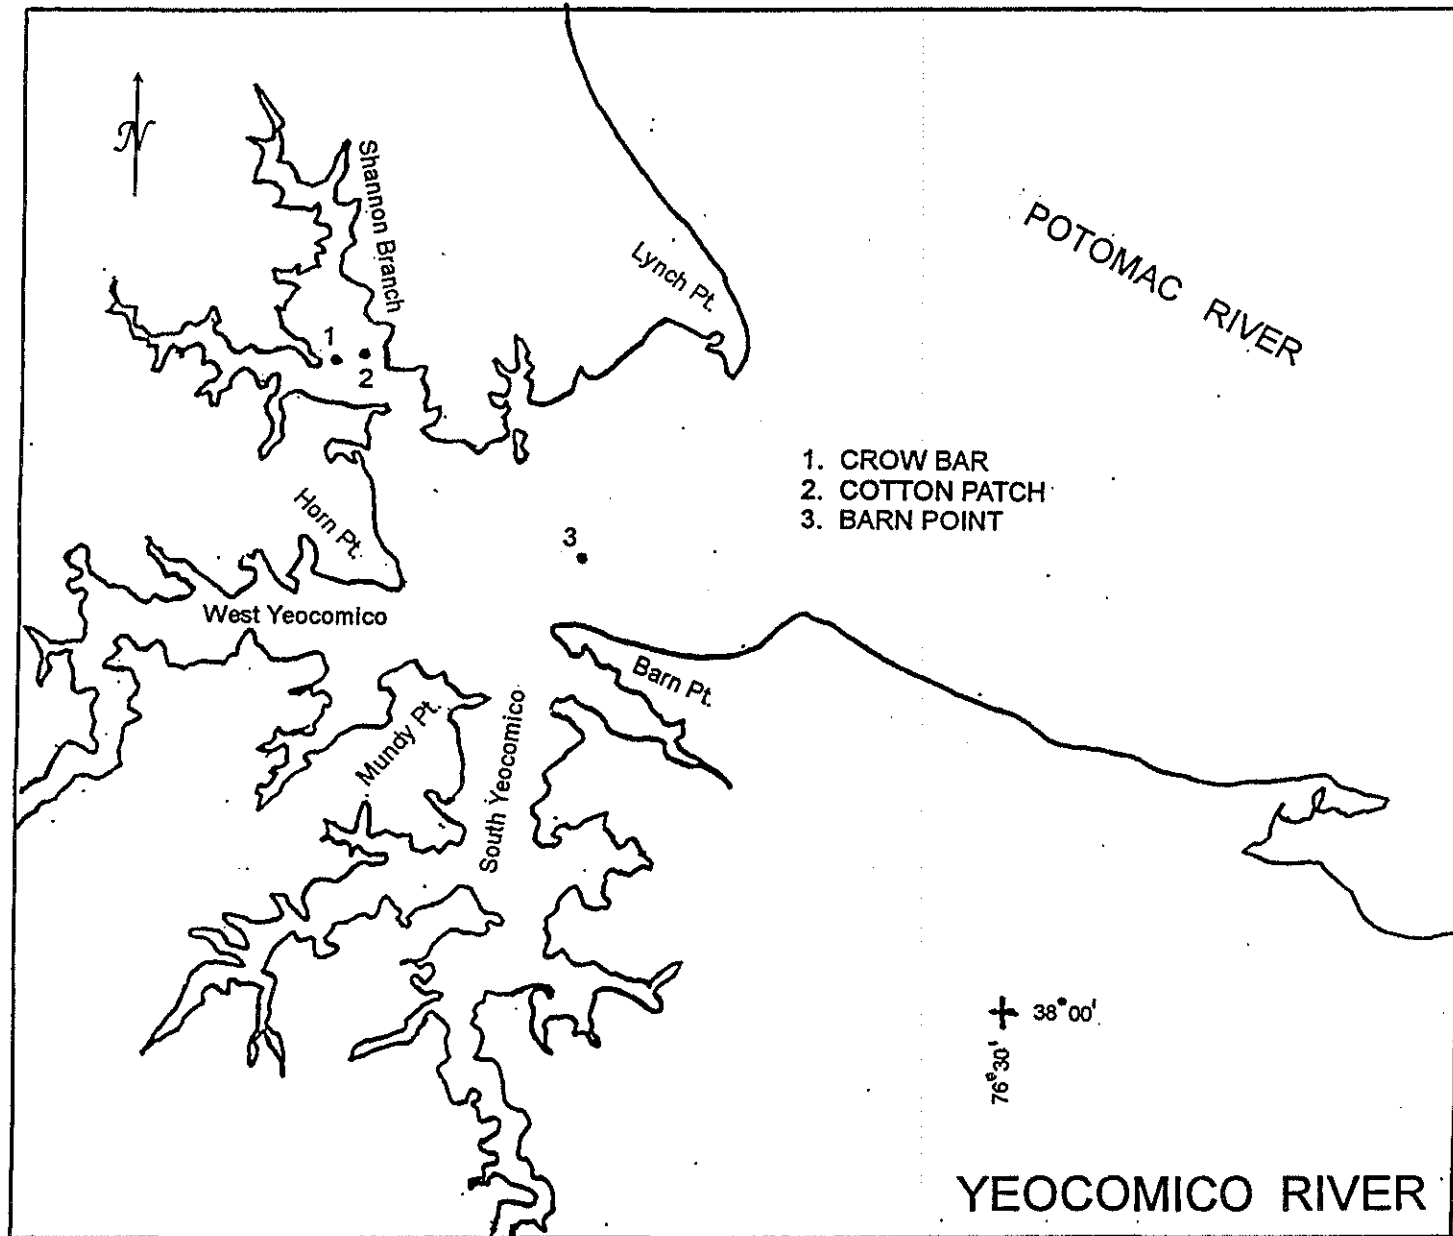 N
Shannon Branch
Lynch Pt.
POTOMAC RIVER
1
2
1. CROW BAR
2. COTTON PATCH
3. BARN POINT
Horn Pt.
3
West Yeocomico
Barn Pt.
Mundy Pt.
South Yeocomico
38°00'
76°30'
YEOCOMICO RIVER